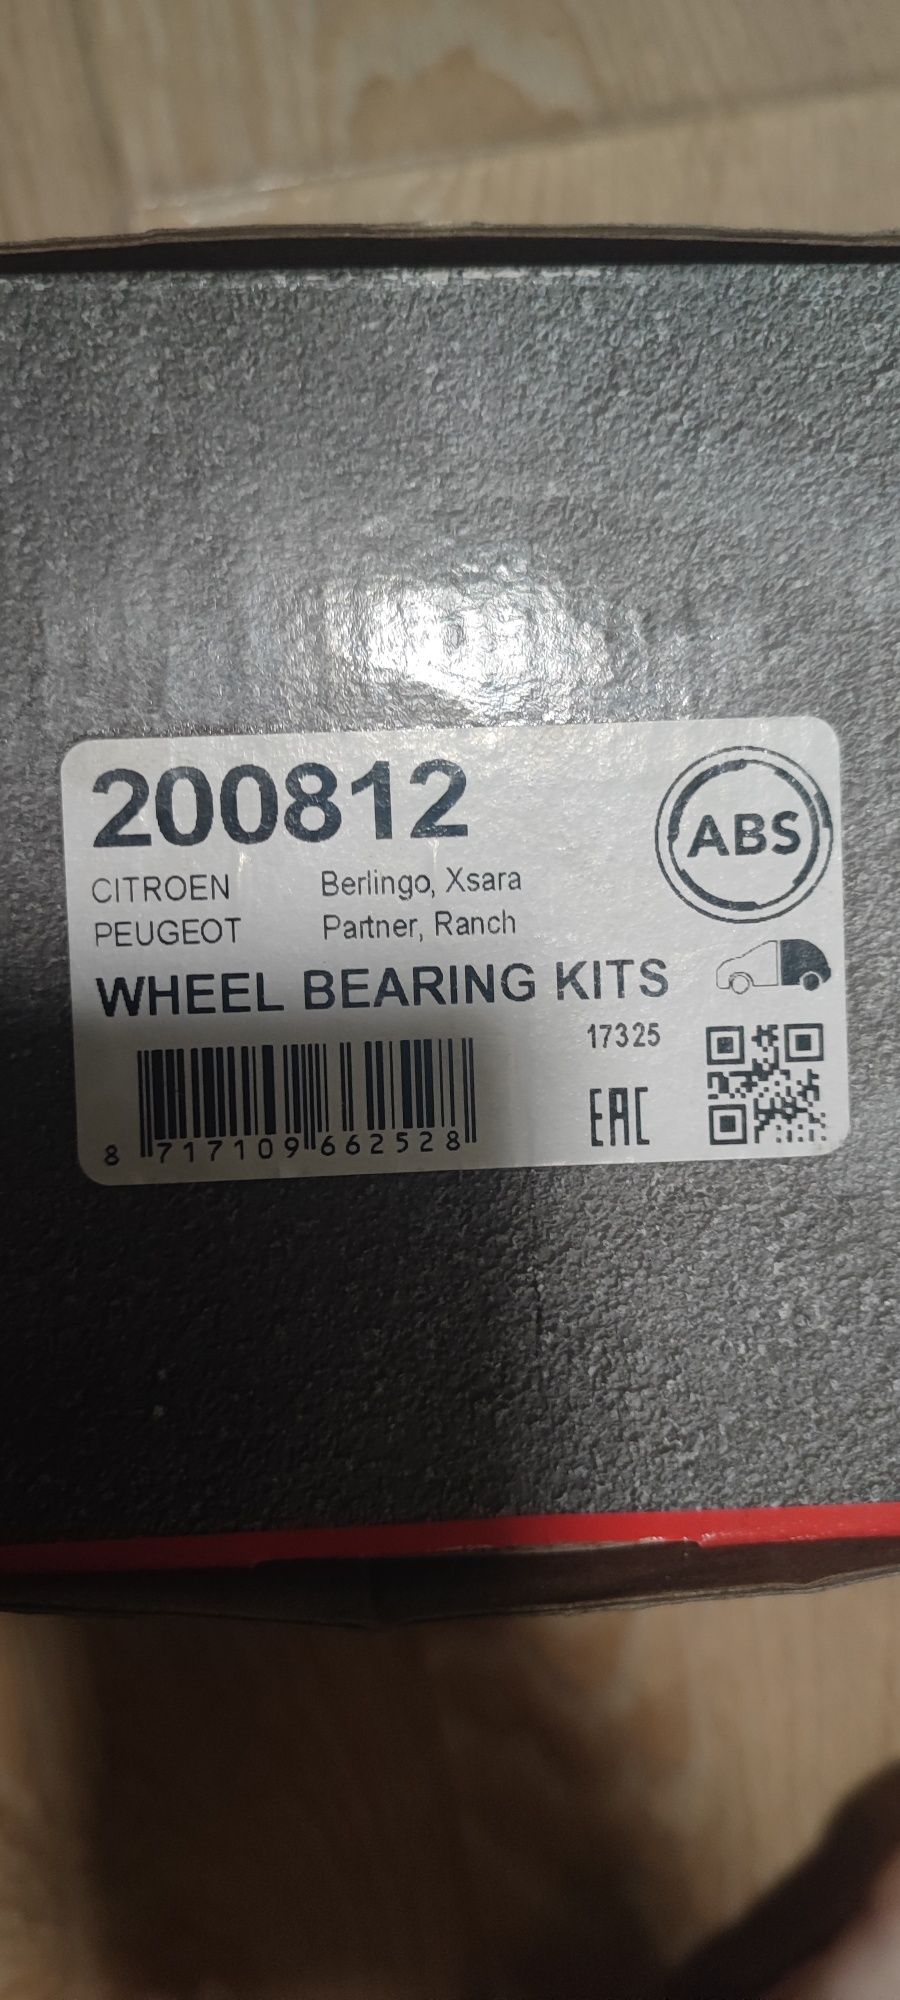 200812
ABS
CITROEN Berlingo, Xsara
PEUGEOT Partner, Ranch
WHEEL BEARING KITS
17325
EAC
8 717109 662528